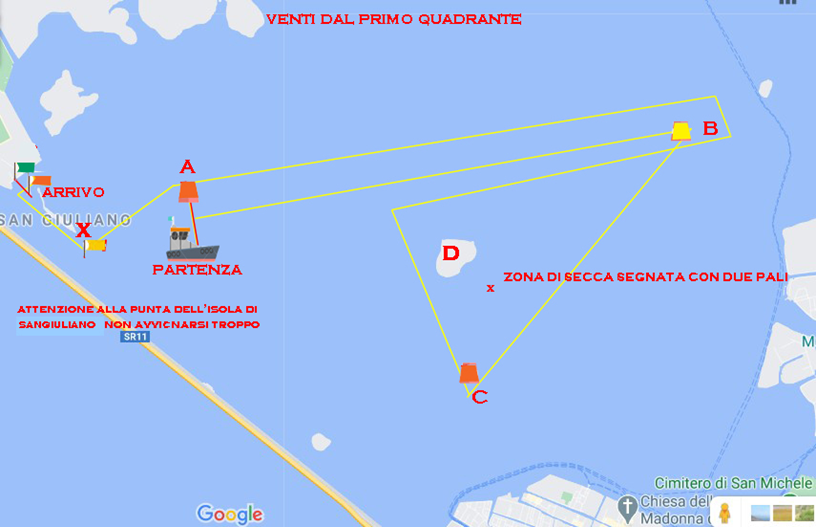 VENTI DAL PRIMO QUADRANTE
B
A
ARRIVO
SAN GIULIANO
X
PARTENZA
D
X ZONA DI SECCA SEGNATA CON DUE PALI
ATTENZIONE ALLA PUNTA DELL'ISOLA DI
SANGIULIANO NON AVVICNARSI TROPPO
SR11
M
C
Cimitero di San Michele
Chiesa del
Madonna
Google